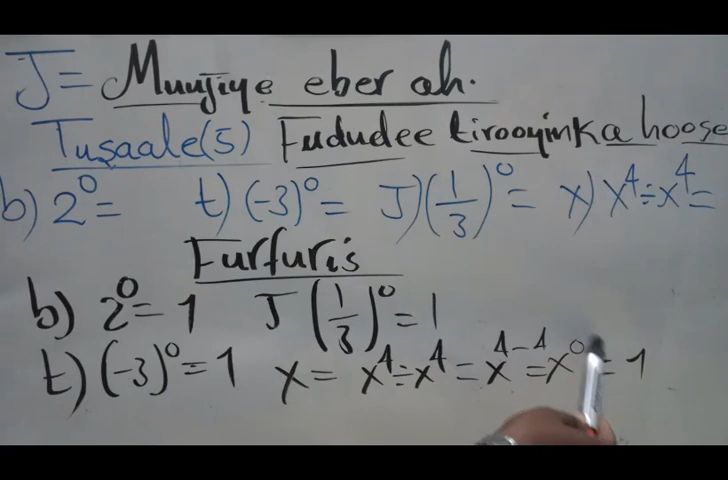 J= Muujiye eber ah.
Tusaale(5) Fududee tirooyinka hoose
b) 2⁰= t) (-3)⁰= J) (1/3)⁰= x) x⁴÷x⁴=
Furfuris
b) 2⁰=1 J (1/3)⁰=1
t) (-3)⁰=1 x= x⁴÷x⁴=x⁴⁻⁴=x⁰=1